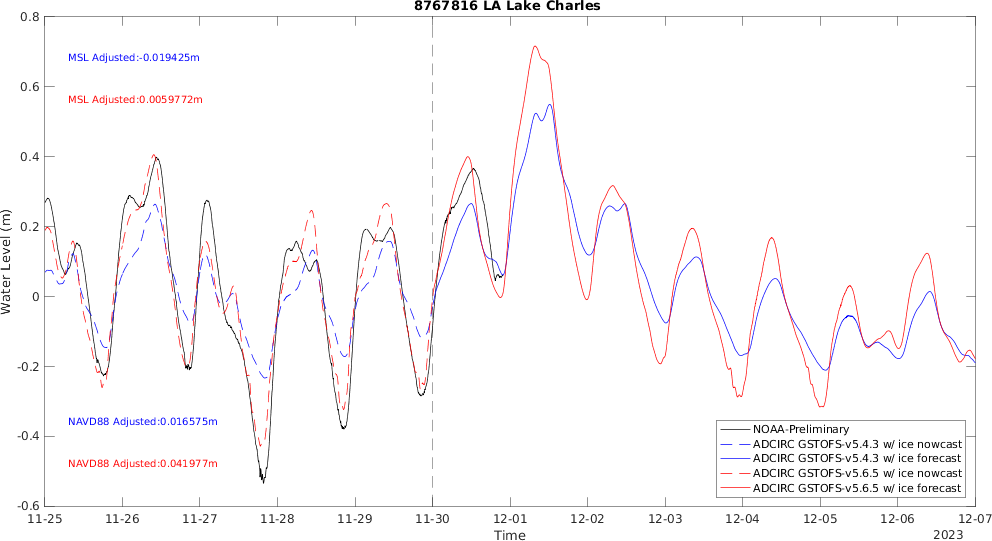 8767816 LA Lake Charles
0.8
0.6
0.4
0.2
0
-0.2
-0.4
-0.6
Water Level (m)
MSL Adjusted:-0.019425m
MSL Adjusted:0.0059772m
NAVD88 Adjusted:0.016575m
NAVD88 Adjusted:0.041977m
NOAA-Preliminary
ADCIRC GSTOFS-v5.4.3 w/ ice nowcast
ADCIRC GSTOFS-v5.4.3 w/ ice forecast
ADCIRC GSTOFS-v5.6.5 w/ ice nowcast
ADCIRC GSTOFS-v5.6.5 w/ ice forecast
11-25 11-26 11-27 11-28 11-29 11-30 12-01 12-02 12-03 12-04 12-05 12-06 12-07
Time
2023